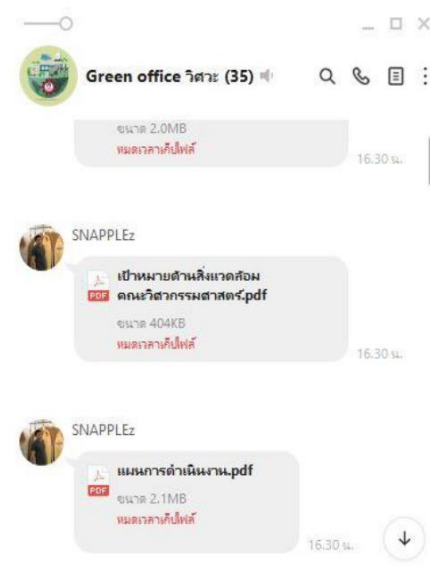 Green office วิศวะ (35)
ขนาด 2.0MB
หมดเวลาเก็บไฟล์
16.30 น.
SNAPPLEz
เป้าหมายด้านสิ่งแวดล้อม
คณะวิศวกรรมศาสตร์.pdf
PDF
ขนาด 404KB
หมดเวลาเก็บไฟล์
16.30 น.
SNAPPLEz
แผนการดำเนินงาน.pdf
PDF
ขนาด 2.1MB
หมดเวลาเก็บไฟล์
16.30 น.